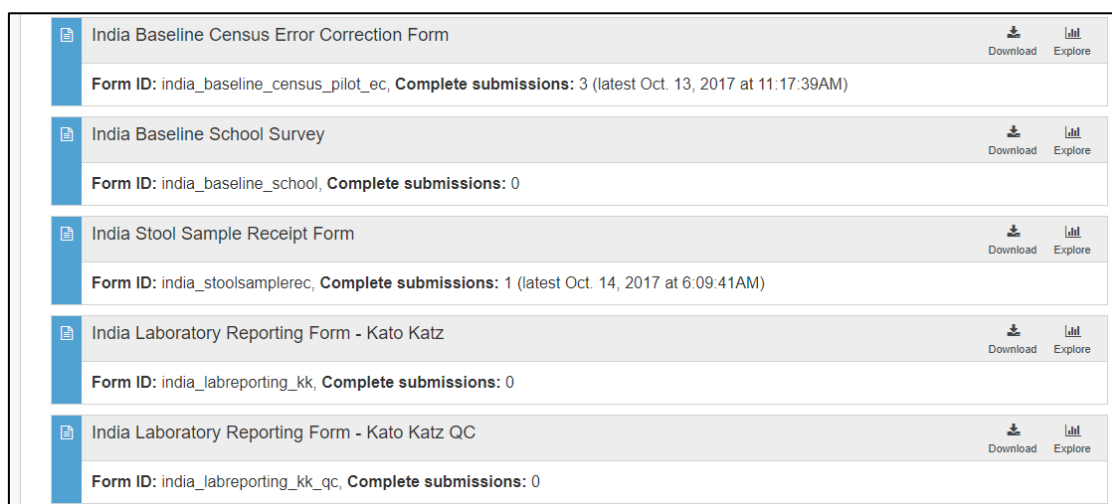 India Baseline Census Error Correction Form
Download Explore
Form ID: india_baseline_census_pilot_ec, Complete submissions: 3 (latest Oct. 13, 2017 at 11:17:39AM)
India Baseline School Survey
Download Explore
Form ID: india_baseline_school, Complete submissions: 0
India Stool Sample Receipt Form
Download Explore
Form ID: india_stoolsamplerec, Complete submissions: 1 (latest Oct. 14, 2017 at 6:09:41AM)
India Laboratory Reporting Form - Kato Katz
Download Explore
Form ID: india_labreporting_kk, Complete submissions: 0
India Laboratory Reporting Form - Kato Katz QC
Download Explore
Form ID: india_labreporting_kk_qc, Complete submissions: 0